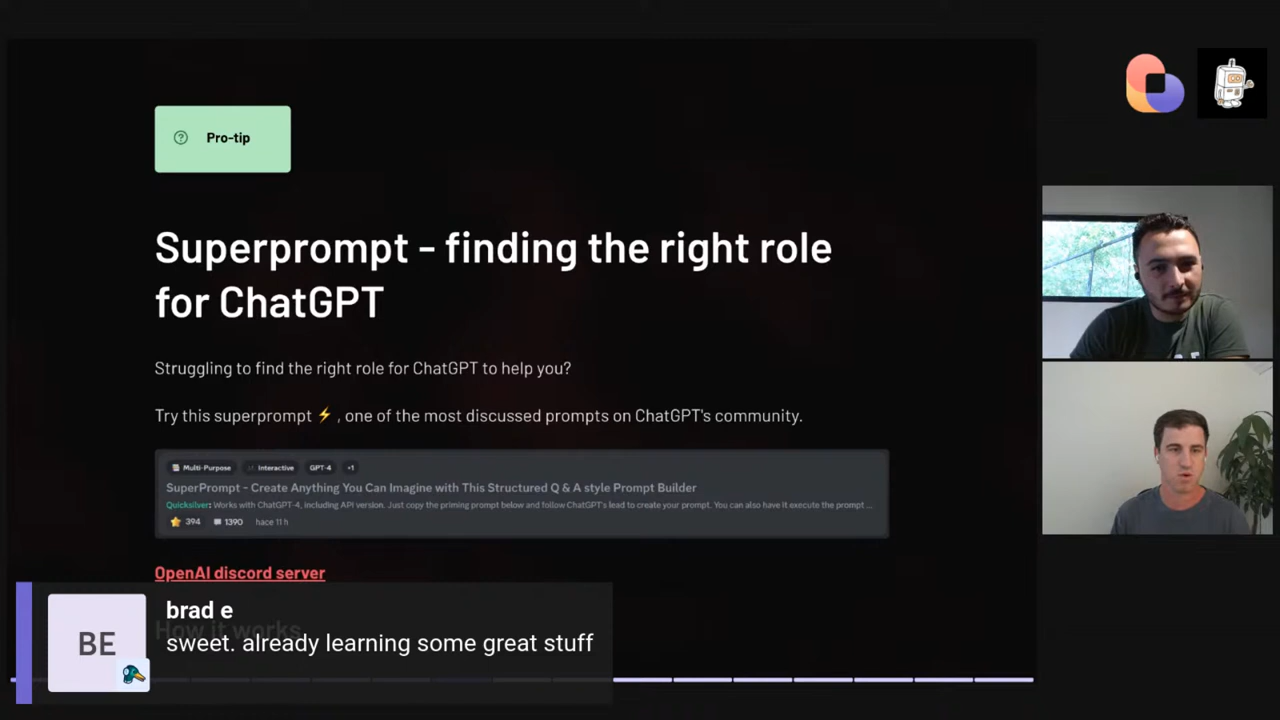 Pro-tip
Superprompt - finding the right role
for ChatGPT
Struggling to find the right role for ChatGPT to help you?
Try this superprompt ⚡, one of the most discussed prompts on ChatGPT's community.
Multi-Purpose Interactive GPT-4 +1
SuperPrompt - Create Anything You Can Imagine with This Structured Q & A style Prompt Builder
Quicksilver: Works with ChatGPT-4, including API version. Just copy the priming prompt below and follow ChatGPT's lead to create your prompt. You can also have it execute the prompt ...
394 1390 hace 11 h
OpenAI discord server
How it works
BE
brad e
sweet. already learning some great stuff